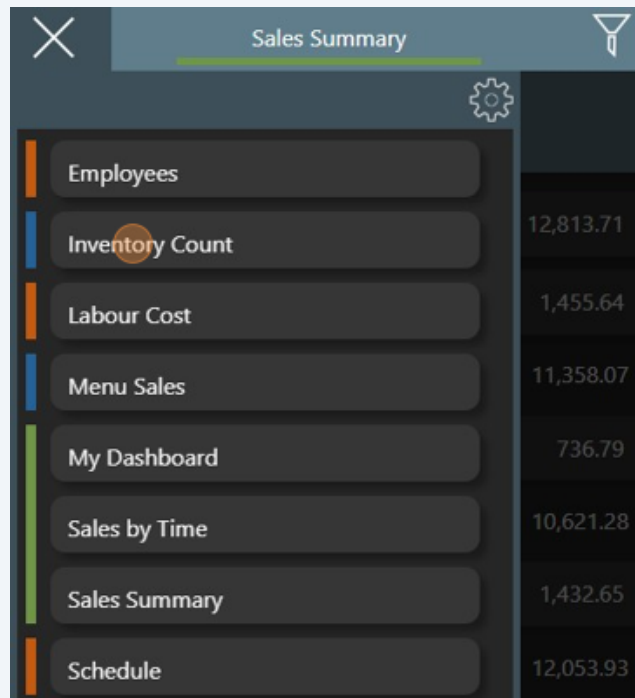 Sales Summary
Employees
Inventory Count
12,813.71
Labour Cost
1,455.64
Menu Sales
11,358.07
My Dashboard
736.79
Sales by Time
10,621.28
Sales Summary
1,432.65
Schedule
12,053.93